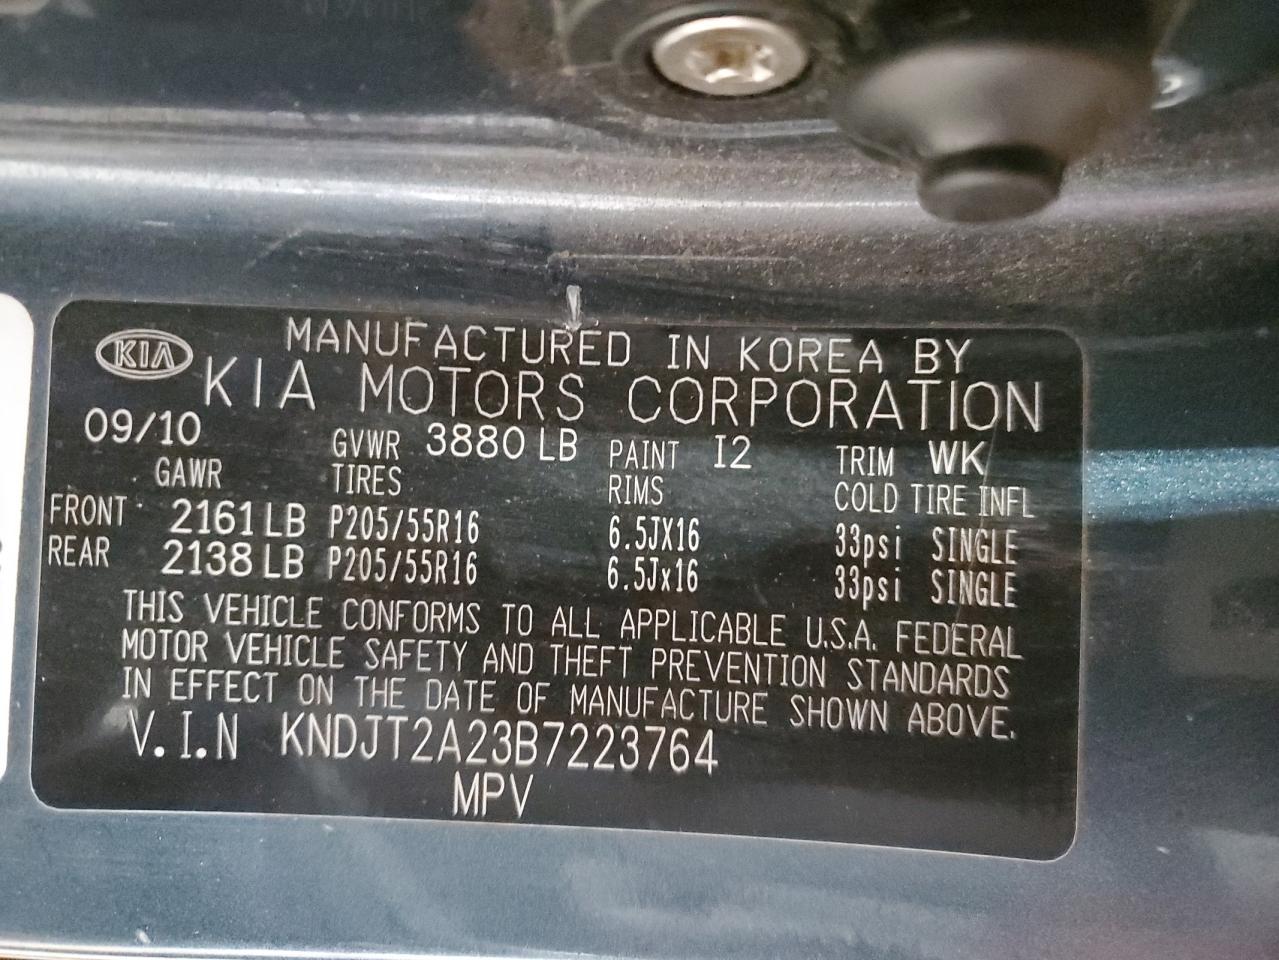 KIA
MANUFACTURED IN KOREA BY
KIA MOTORS CORPORATION
09/10 GVWR 3880 LB PAINT I2 TRIM WK
GAWR TIRES RIMS COLD TIRE INFL
FRONT 2161 LB P205/55R16 6.5JX16 33psi SINGLE
REAR 2138 LB P205/55R16 6.5Jx16 33psi SINGLE
THIS VEHICLE CONFORMS TO ALL APPLICABLE U.S.A. FEDERAL
MOTOR VEHICLE SAFETY AND THEFT PREVENTION STANDARDS
IN EFFECT ON THE DATE OF MANUFACTURE SHOWN ABOVE.
V.I.N KNDJT2A23B7223764
MPV